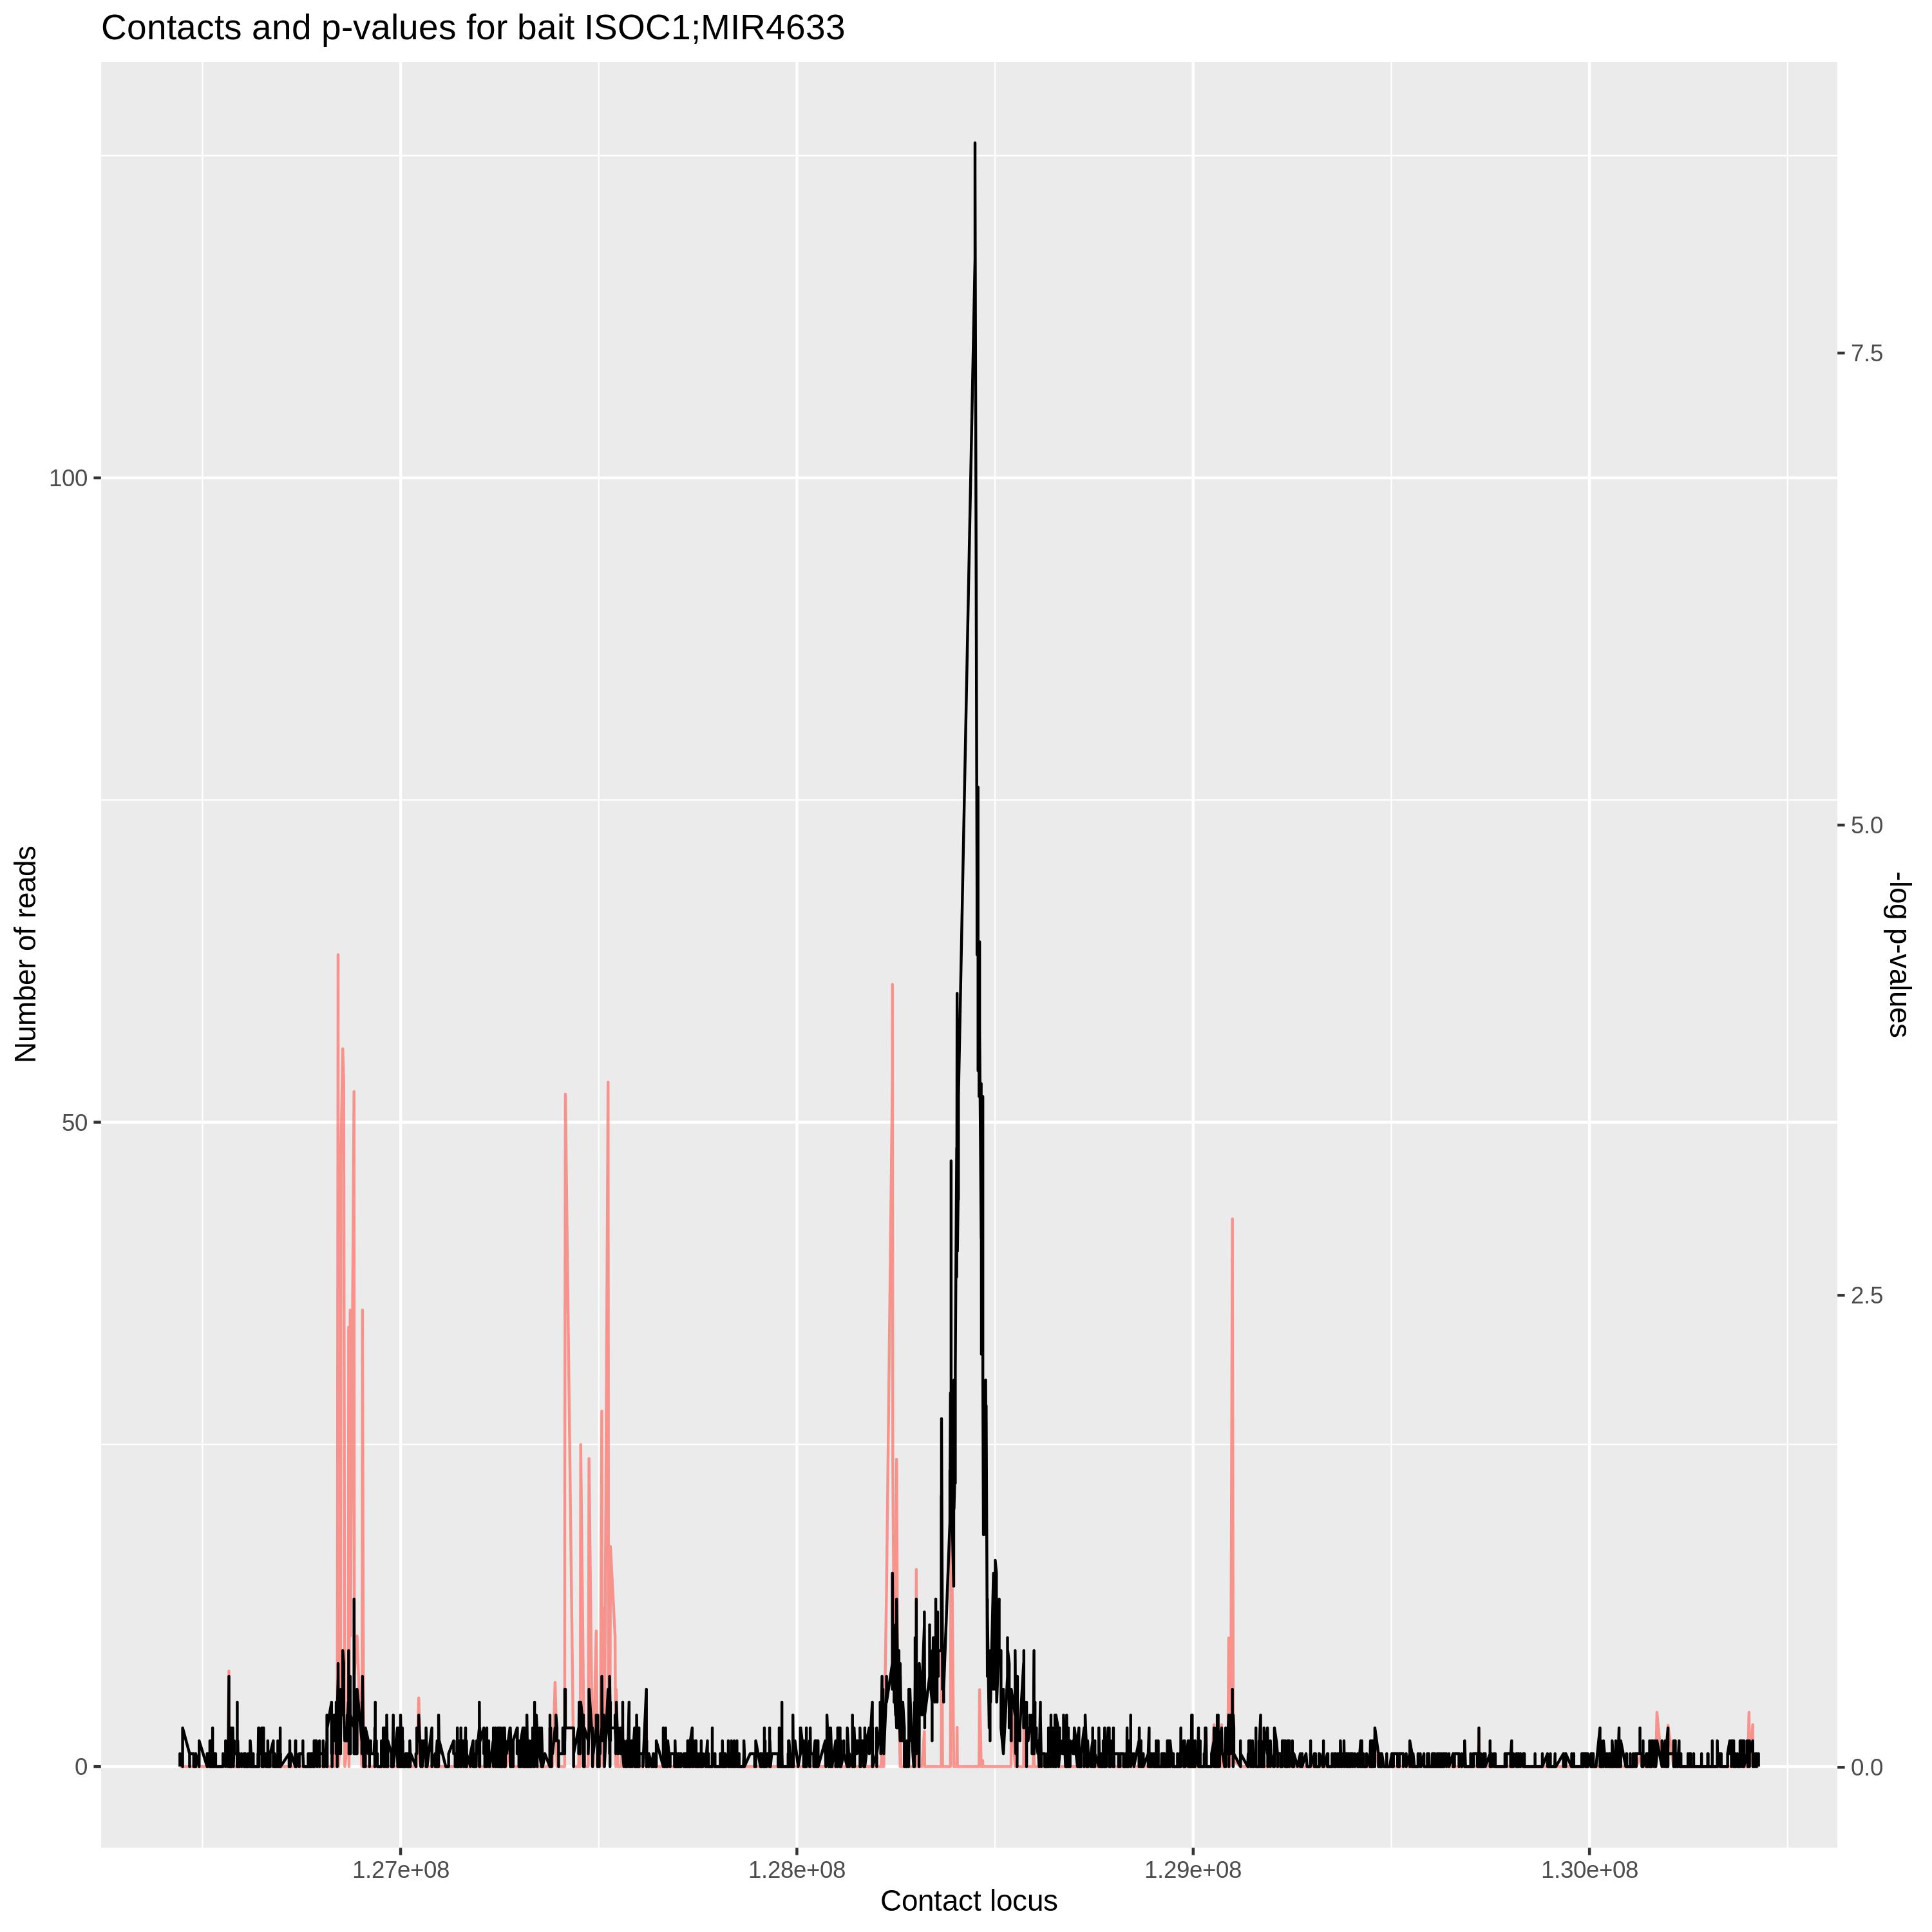 Contacts and p-values for bait ISOC1;MIR4633
100
50
0
Number of reads
7.5
5.0
2.5
0.0
-log p-values
1.27e+08
1.28e+08
1.29e+08
1.30e+08
Contact locus